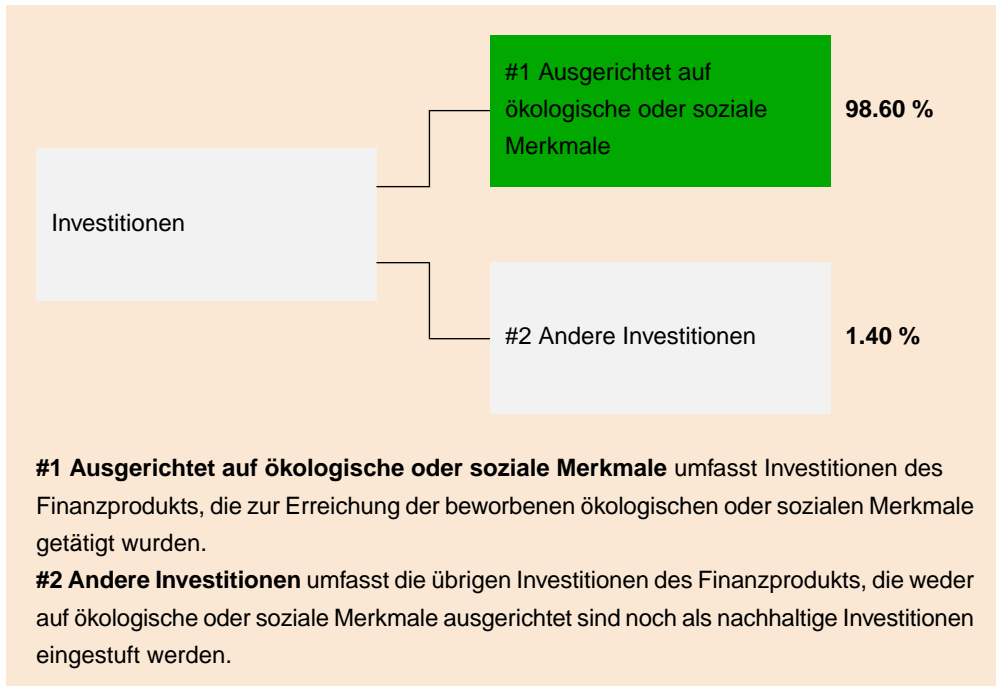 #1 Ausgerichtet auf
ökologische oder soziale
Merkmale
98.60 %
Investitionen
#2 Andere Investitionen
1.40 %
#1 Ausgerichtet auf ökologische oder soziale Merkmale umfasst Investitionen des
Finanzprodukts, die zur Erreichung der beworbenen ökologischen oder sozialen Merkmale
getätigt wurden.
#2 Andere Investitionen umfasst die übrigen Investitionen des Finanzprodukts, die weder
auf ökologische oder soziale Merkmale ausgerichtet sind noch als nachhaltige Investitionen
eingestuft werden.